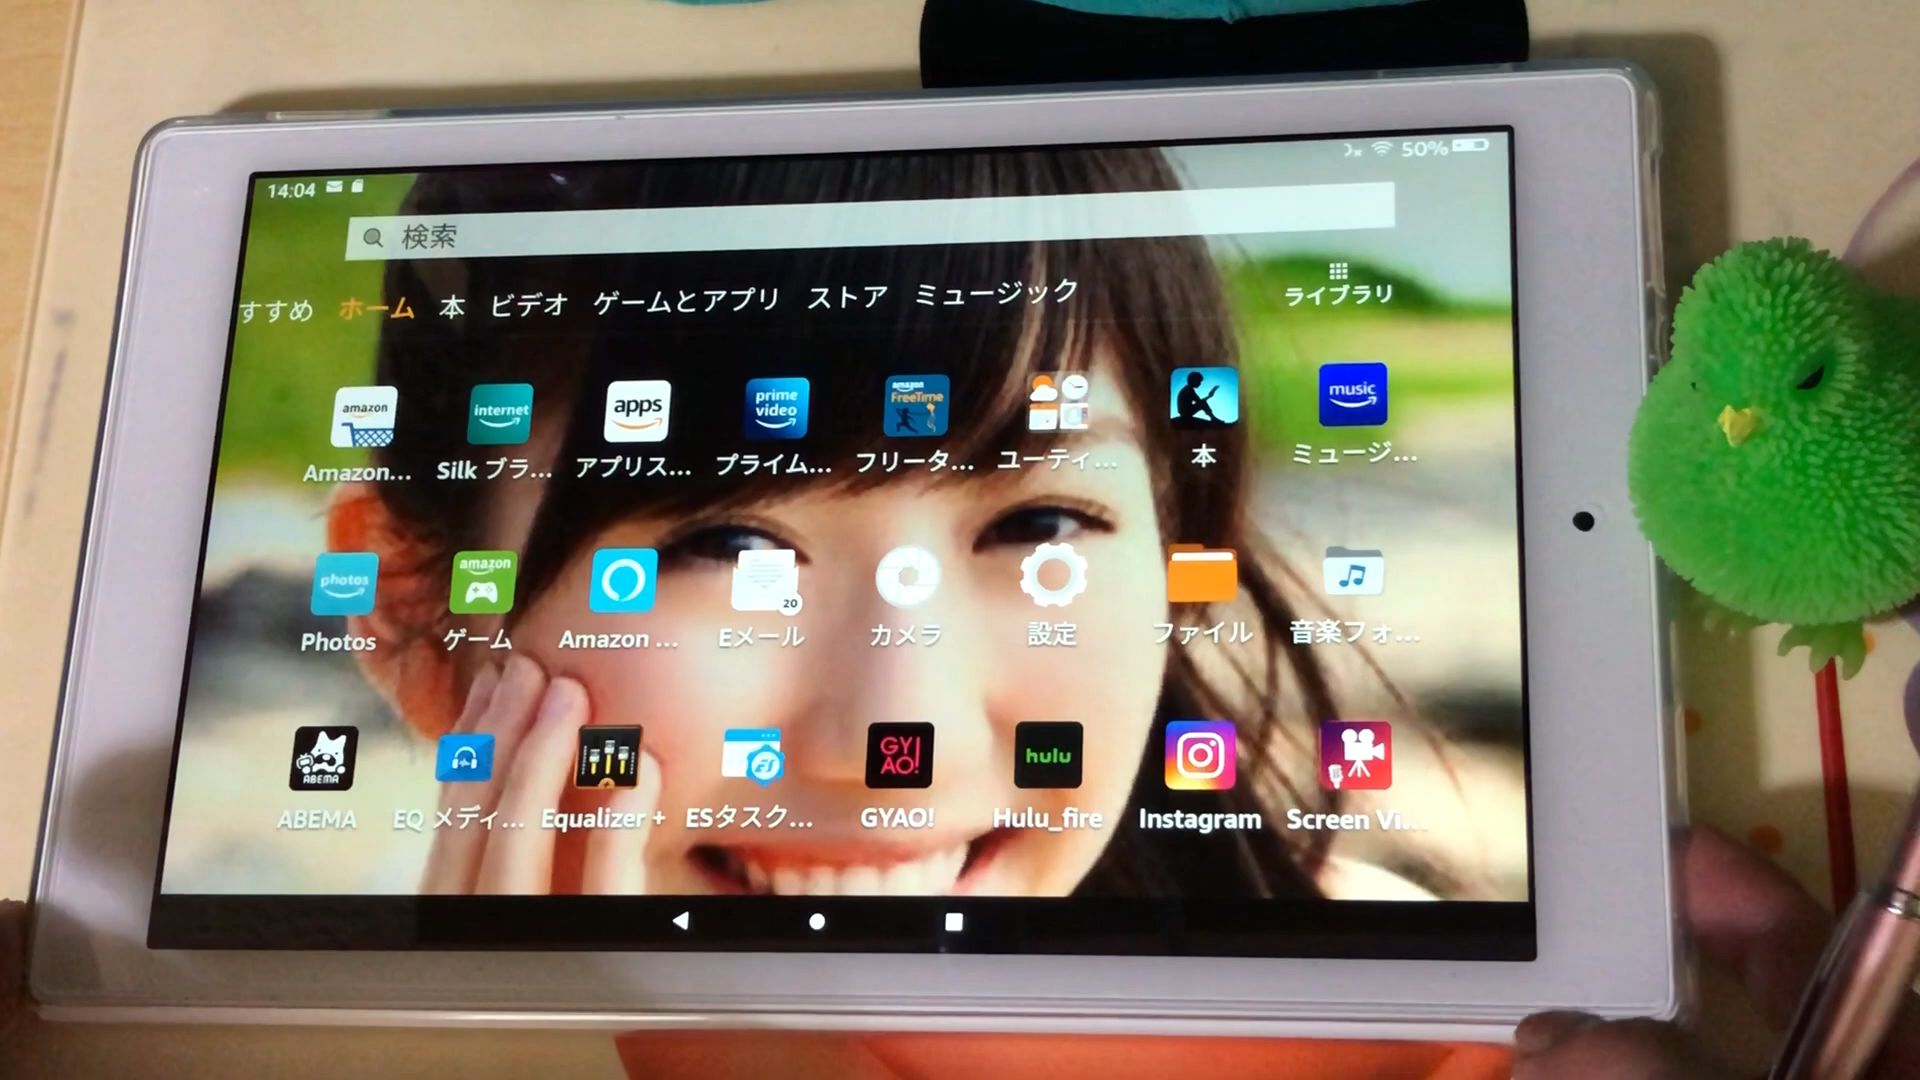 14:04
50%
検索
すすめ ホーム 本 ビデオ ゲームとアプリ ストア ミュージック
ライブラリ
amazon
internet
apps
prime video
amazon FreeTime
music
Amazon... Silk ブラ... アプリス... プライム... フリータ... ユーティ... 本 ミュージ...
photos
amazon
20
Photos ゲーム Amazon ... Eメール カメラ 設定 ファイル 音楽フォ...
ABEMA
ES
GYAO!
hulu
ABEMA EQ メディ... Equalizer + ESタスク... GYAO! Hulu_fire Instagram Screen Vi...